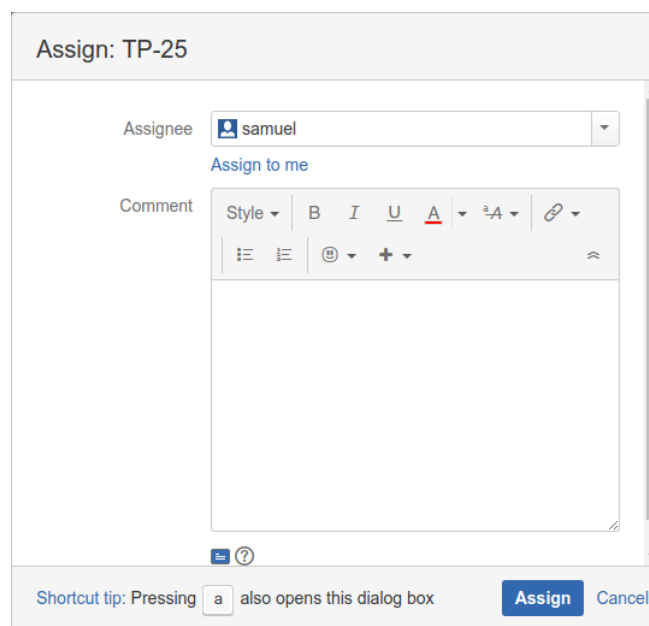 Assign: TP-25
Assignee samuel
Assign to me
Comment Style B I U A ª-A
Shortcut tip: Pressing a also opens this dialog box Assign Cancel